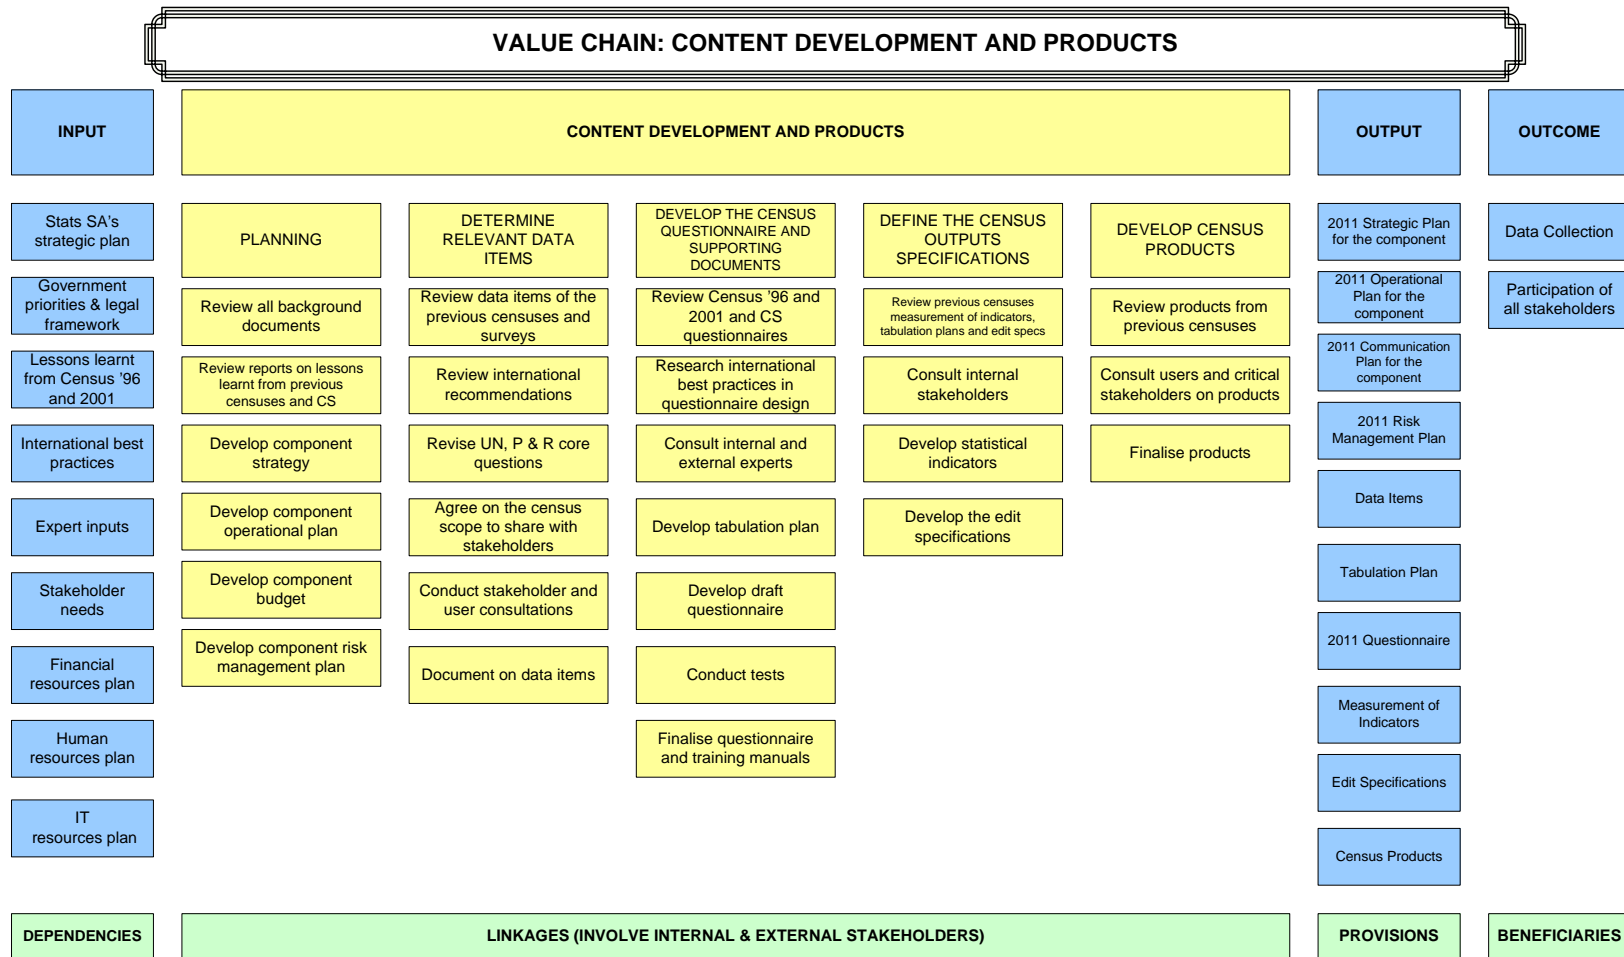 VALUE CHAIN: CONTENT DEVELOPMENT AND PRODUCTS
INPUT
CONTENT DEVELOPMENT AND PRODUCTS
OUTPUT
OUTCOME
Stats SA's
strategic plan
Government
priorities & legal
framework
Lessons learnt
from Census '96
and 2001
International best
practices
Expert inputs
Stakeholder
needs
Financial
resources plan
Human
resources plan
IT
resources plan
PLANNING
Review all background
documents
Review reports on lessons
learnt from previous
censuses and CS
Develop component
strategy
Develop component
operational plan
Develop component
budget
Develop component risk
management plan
DETERMINE
RELEVANT DATA
ITEMS
Review data items of the
previous censuses and
surveys
Review international
recommendations
Revise UN, P & R core
questions
Agree on the census
scope to share with
stakeholders
Conduct stakeholder and
user consultations
Document on data items
DEVELOP THE CENSUS
QUESTIONNAIRE AND
SUPPORTING
DOCUMENTS
Review Census '96 and
2001 and CS
questionnaires
Research international
best practices in
questionnaire design
Consult internal and
external experts
Develop tabulation plan
Develop draft
questionnaire
Conduct tests
Finalise questionnaire
and training manuals
DEFINE THE CENSUS
OUTPUTS
SPECIFICATIONS
Review previous censuses
measurement of indicators,
tabulation plans and edit specs
Consult internal
stakeholders
Develop statistical
indicators
Develop the edit
specifications
DEVELOP CENSUS
PRODUCTS
Review products from
previous censuses
Consult users and critical
stakeholders on products
Finalise products
2011 Strategic Plan
for the component
2011 Operational
Plan for the
component
2011 Communication
Plan for the
component
2011 Risk
Management Plan
Data Items
Tabulation Plan
2011 Questionnaire
Measurement of
Indicators
Edit Specifications
Census Products
Data Collection
Participation of
all stakeholders
DEPENDENCIES
LINKAGES (INVOLVE INTERNAL & EXTERNAL STAKEHOLDERS)
PROVISIONS
BENEFICIARIES